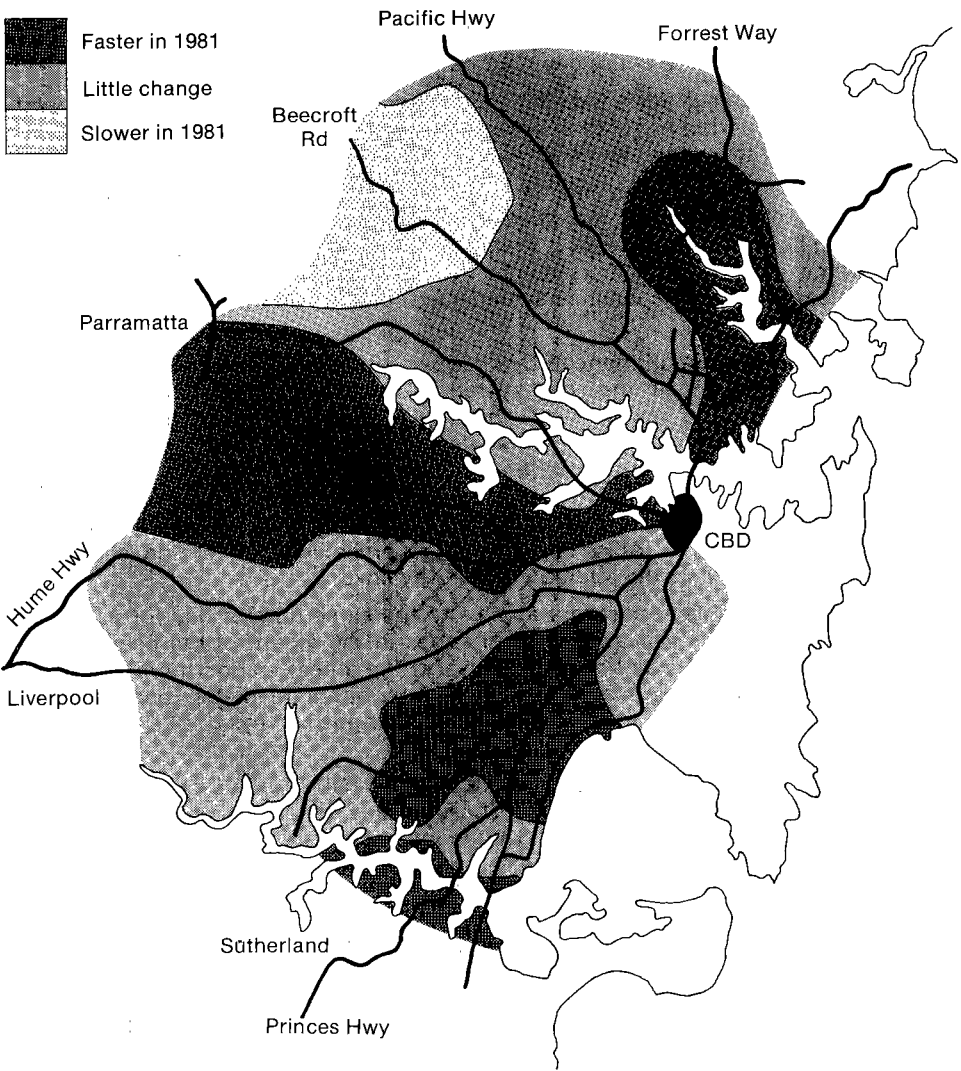 Faster in 1981
Little change
Slower in 1981
Pacific Hwy
Forrest Way
Beecroft
Rd
Parramatta
CBD
Hume Hwy
Liverpool
Sutherland
Princes Hwy